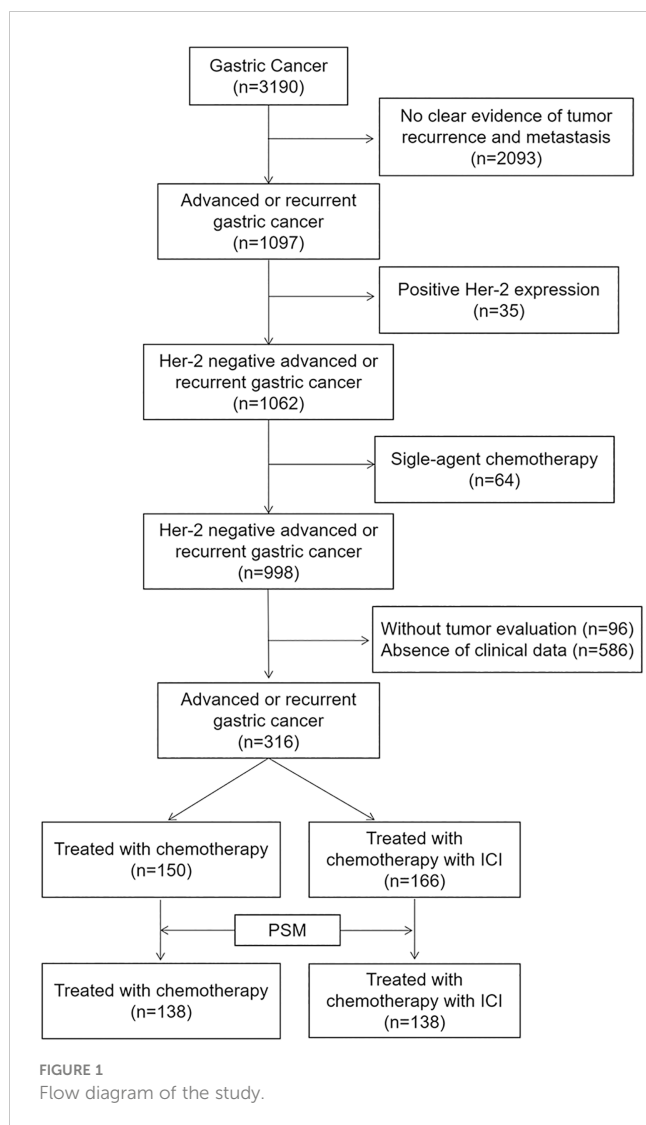 Gastric Cancer
(n=3190)
No clear evidence of tumor
recurrence and metastasis
(n=2093)
Advanced or recurrent
gastric cancer
(n=1097)
Positive Her-2 expression
(n=35)
Her-2 negative advanced or
recurrent gastric cancer
(n=1062)
Sigle-agent chemotherapy
(n=64)
Her-2 negative advanced or
recurrent gastric cancer
(n=998)
Without tumor evaluation (n=96)
Absence of clinical data (n=586)
Advanced or recurrent
gastric cancer
(n=316)
Treated with chemotherapy
(n=150)
Treated with
chemotherapy with ICI
(n=166)
PSM
Treated with chemotherapy
(n=138)
Treated with
chemotherapy with ICI
(n=138)
FIGURE 1
Flow diagram of the study.